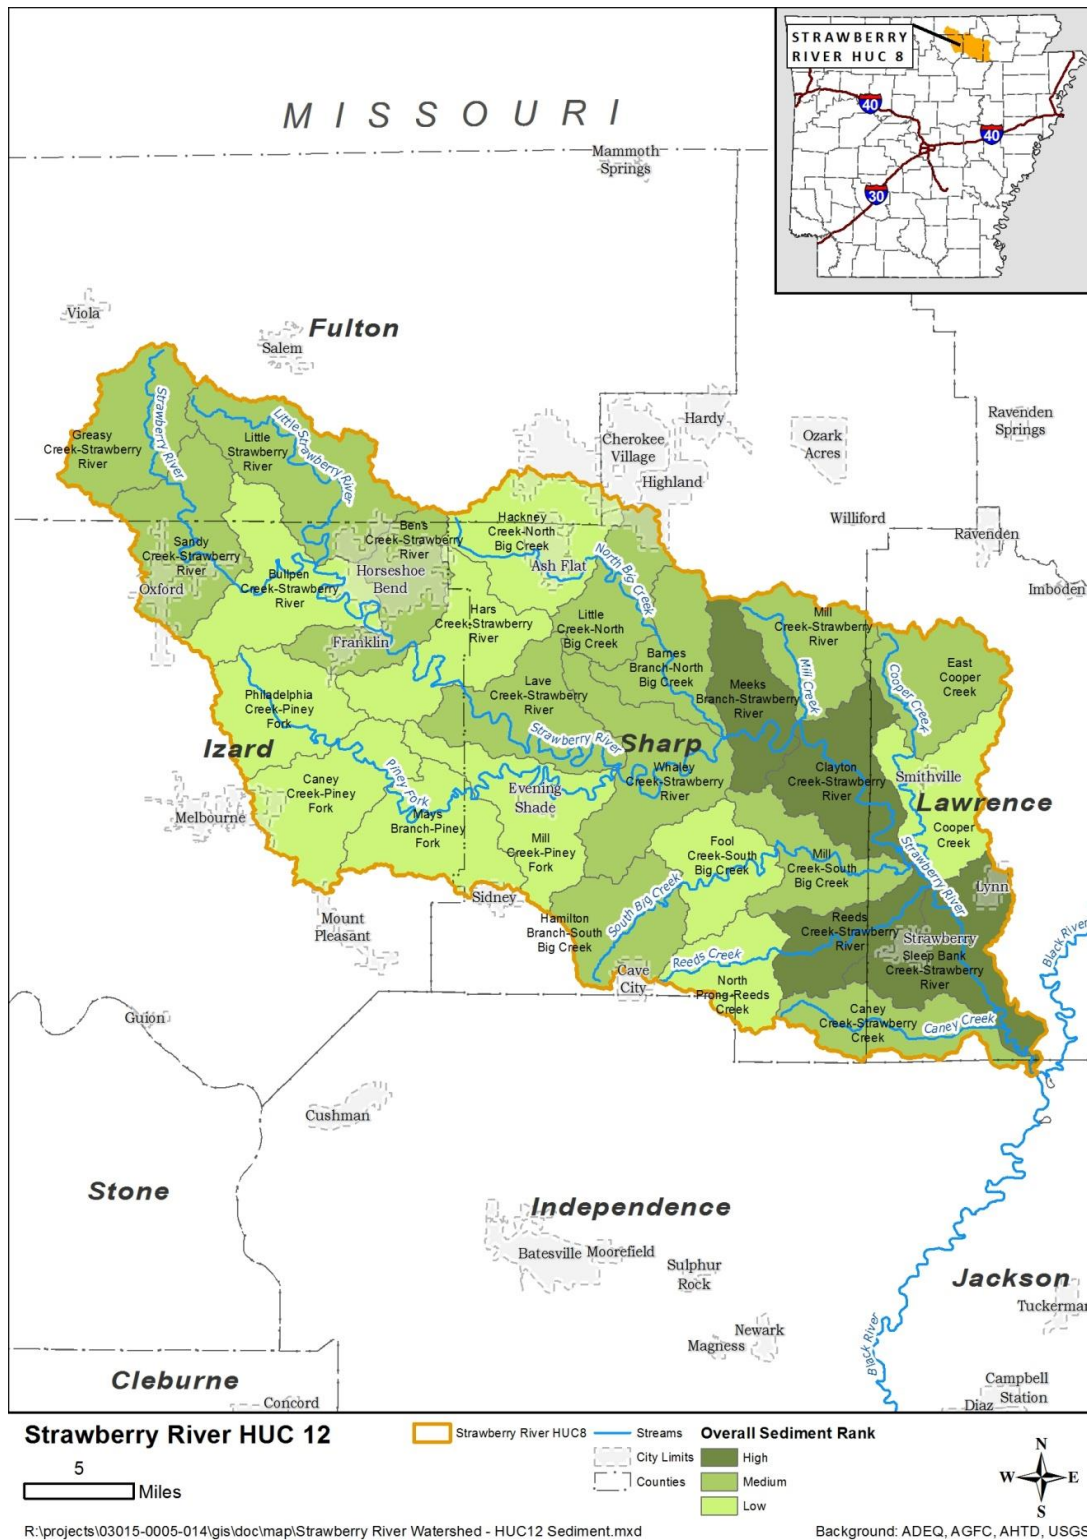 STRAWBERRY
RIVER HUC 8
40
40
30
MISSOURI
Mammoth
Springs
Viola
Fulton
Salem
Hardy
Cherokee
Village
Highland
Ozark
Acres
Ravenden
Springs
Williford
Ravenden
Imboden
Greasy
Creek-Strawberry
River
Strawberry River
Little
Strawberry
River
Little Strawberry River
Sandy
Creek-Strawberry
River
Oxford
Bullpen
Creek-Strawberry
River
Ben's
Creek-Strawberry
River
Horseshoe
Bend
Franklin
Hackney
Creek-North
Big Creek
Ash Flat
North Big Creek
Hars
Creek-Strawberry
River
Little
Creek-North
Big Creek
Barnes
Branch-North
Big Creek
Mill
Creek-Strawberry
River
Mill Creek
Cooper Creek
East
Cooper
Creek
Meeks
Branch-Strawberry
River
Lave
Creek-Strawberry
River
Philadelphia
Creek-Piney
Fork
Izard
Strawberry River
Sharp
Whaley
Creek-Strawberry
River
Clayton
Creek-Strawberry
River
Smithville
Lawrence
Cooper
Creek
Caney
Creek-Piney
Fork
Piney Fork
Melbourne
Mays
Branch-Piney
Fork
Evening
Shade
Mill
Creek-Piney
Fork
Fool
Creek-South
Big Creek
Mill
Creek-South
Big Creek
Strawberry River
Lynn
Sidney
Mount
Pleasant
Hamilton
Branch-South
Big Creek
South Big Creek
Reeds
Creek-Strawberry
River
Strawberry
Sleep Bank
Creek-Strawberry
River
Reeds Creek
Cave
City
North
Prong-Reeds
Creek
Caney
Creek-Strawberry
Creek
Caney Creek
Black River
Guion
Cushman
Stone
Independence
Batesville
Moorefield
Sulphur
Rock
Jackson
Tuckerman
Newark
Magness
Black River
Cleburne
Concord
Campbell
Station
Diaz
Strawberry River HUC 12
5
Miles
Strawberry River HUC8
Streams
City Limits
Counties
Overall Sediment Rank
High
Medium
Low
N
W
E
S
R:\projects\03015-0005-014\gis\doc\map\Strawberry River Watershed - HUC12 Sediment.mxd
Background: ADEQ, AGFC, AHTD, USGS